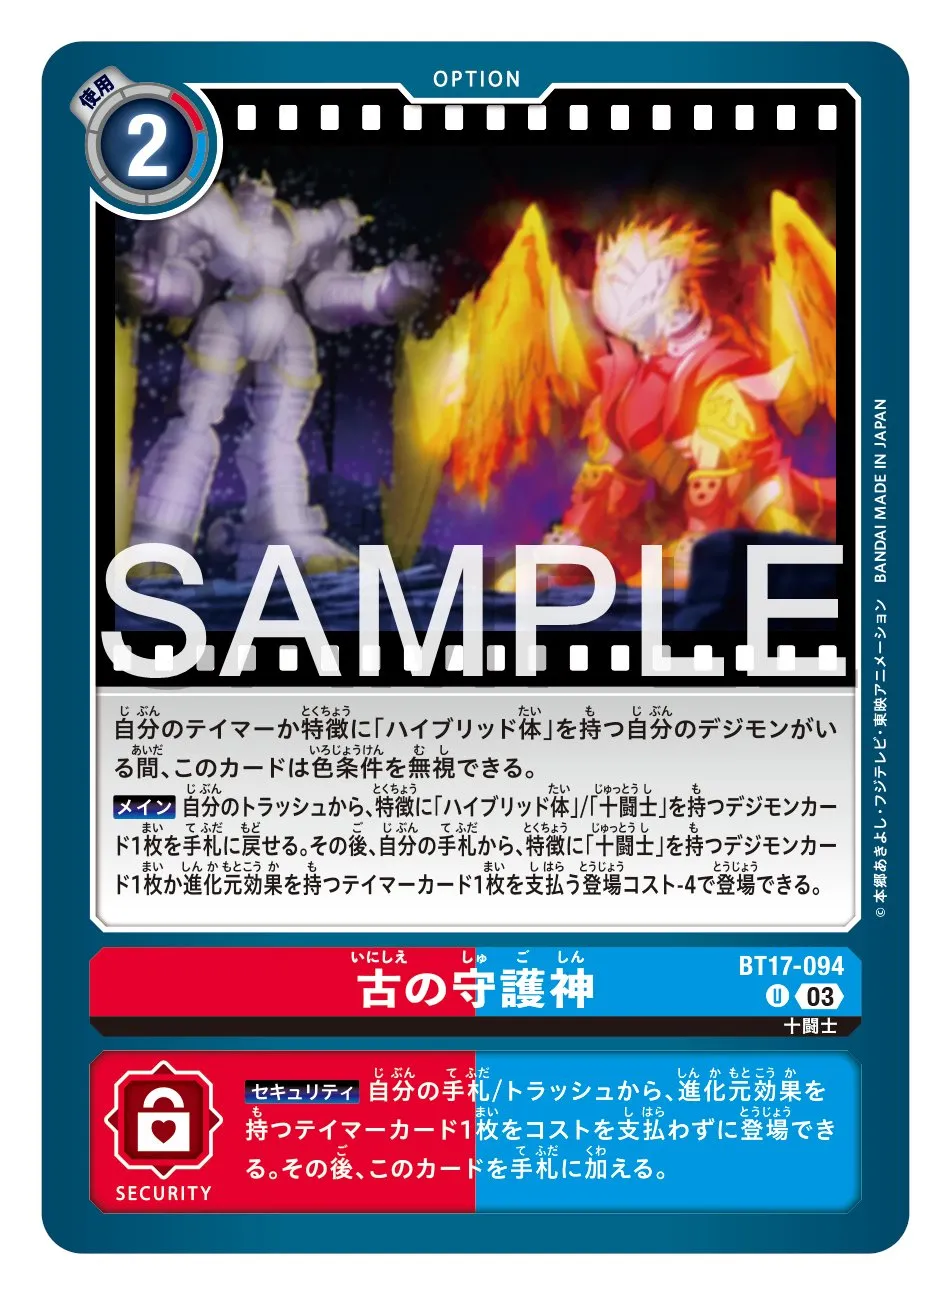 OPTION
使用
2
SAMPLE
自分のテイマーか特徴に「ハイブリッド体」を持つ自分のデジモンがい
る間、このカードは色条件を無視できる。
メイン 自分のトラッシュから、特徴に「ハイブリッド体」/「十闘士」を持つデジモンカー
ド1枚を手札に戻せる。その後、自分の手札から、特徴に「十闘士」を持つデジモンカー
ド1枚か進化元効果を持つテイマーカード1枚を支払う登場コスト-4で登場できる。
©本郷あきよし・フジテレビ・東映アニメーション BANDAI MADE IN JAPAN
いにしえ しゅ ご しん
古の守護神
BT17-094
U 03
十闘士
セキュリティ 自分の手札/トラッシュから、進化元効果を
持つテイマーカード1枚をコストを支払わずに登場でき
る。その後、このカードを手札に加える。
SECURITY